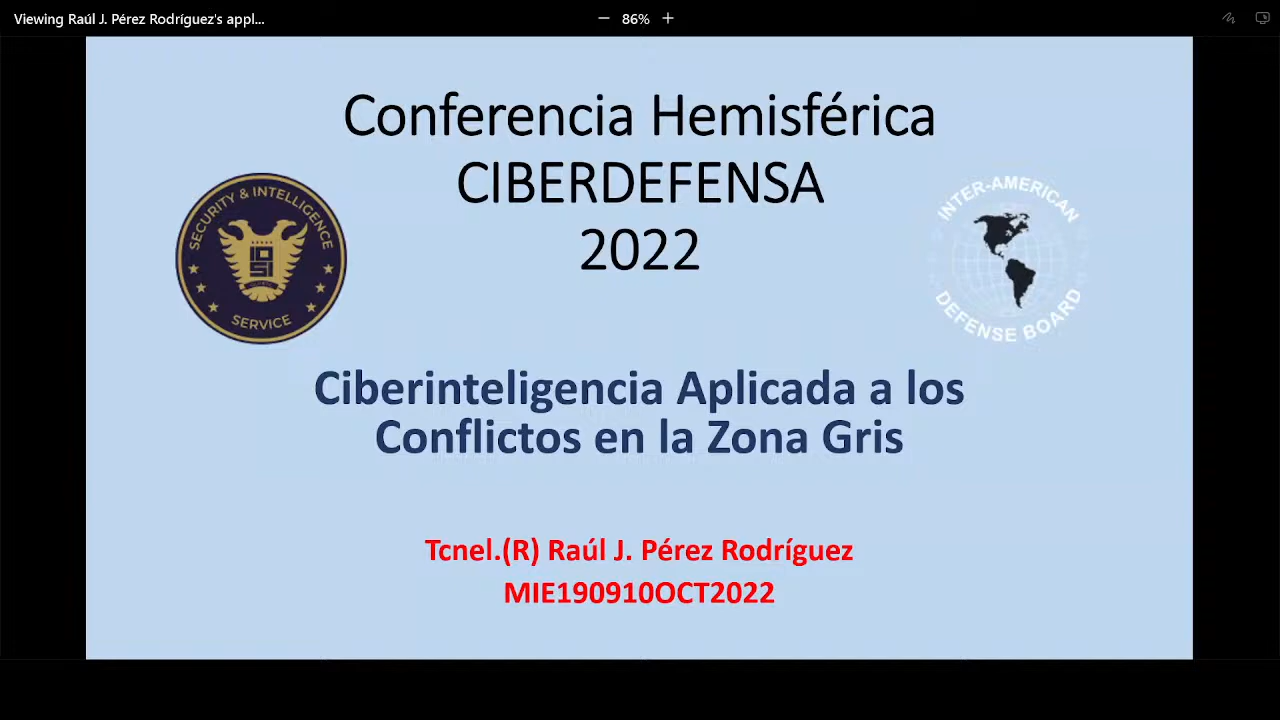 Viewing Raúl J. Pérez Rodríguez's appl...
86%
Conferencia Hemisférica
CIBERDEFENSA
2022
SECURITY & INTELLIGENCE
SERVICE
INTER-AMERICAN
DEFENSE BOARD
Ciberinteligencia Aplicada a los
Conflictos en la Zona Gris
Tcnel.(R) Raúl J. Pérez Rodríguez
MIE190910OCT2022